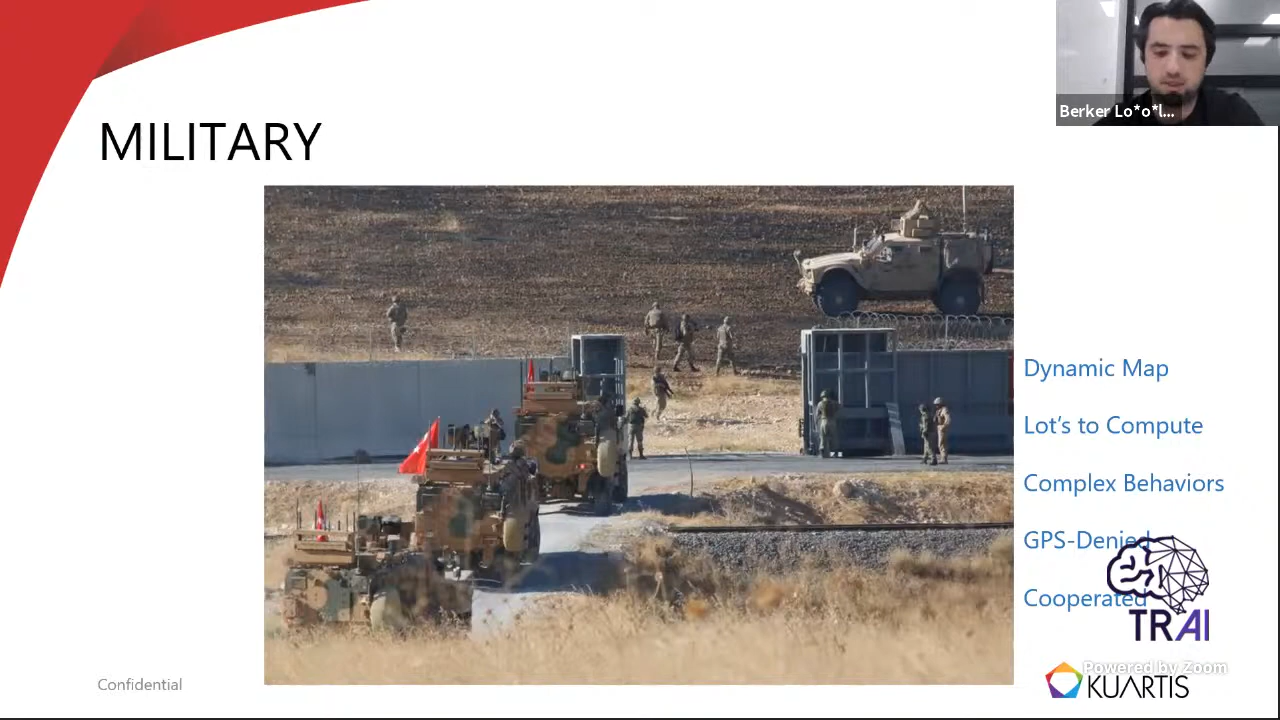 Berker Lo*o*l...
MILITARY
Dynamic Map
Lot's to Compute
Complex Behaviors
GPS-Denied
Cooperated
TRAI
Powered by Zoom
Confidential
KUARTIS